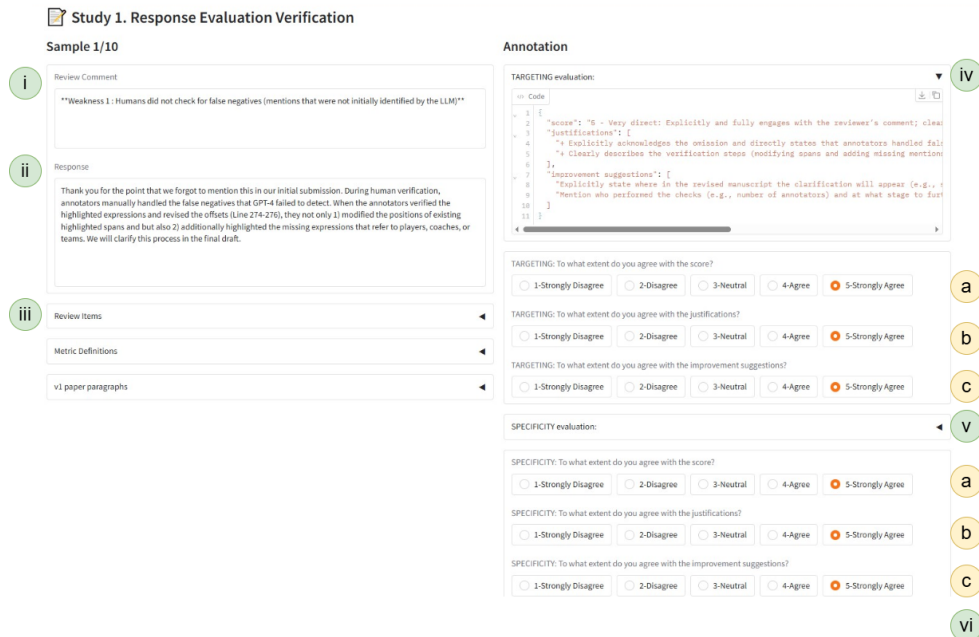 📝 Study 1. Response Evaluation Verification
Sample 1/10
i
Review Comment
**Weakness 1 : Humans did not check for false negatives (mentions that were not initially identified by the LLM)**
ii
Response
Thank you for the point that we forgot to mention this in our initial submission. During human verification,
annotators manually handled the false negatives that GPT-4 failed to detect. When the annotators verified the
highlighted expressions and revised the offsets (Line 274-276), they not only 1) modified the positions of existing
highlighted spans and but also 2) additionally highlighted the missing expressions that refer to players, coaches, or
teams. We will clarify this process in the final draft.
iii
Review Items
Metric Definitions
v1 paper paragraphs
Annotation
iv
TARGETING evaluation:
Code
1 {
2 "score": "5 - Very direct: Explicitly and fully engages with the reviewer's comment; clea
3 "justifications": [
4 "+ Explicitly acknowledges the omission and directly states that annotators handled fals
5 "+ Clearly describes the verification steps (modifying spans and adding missing mention
6 ],
7 "improvement suggestions": [
8 "Explicitly state where in the revised manuscript the clarification will appear (e.g., s
9 "Mention who performed the checks (e.g., number of annotators) and at what stage to furt
10 ]
11 }
TARGETING: To what extent do you agree with the score?
1-Strongly Disagree 2-Disagree 3-Neutral 4-Agree 5-Strongly Agree
a
TARGETING: To what extent do you agree with the justifications?
1-Strongly Disagree 2-Disagree 3-Neutral 4-Agree 5-Strongly Agree
b
TARGETING: To what extent do you agree with the improvement suggestions?
1-Strongly Disagree 2-Disagree 3-Neutral 4-Agree 5-Strongly Agree
c
SPECIFICITY evaluation:
v
SPECIFICITY: To what extent do you agree with the score?
1-Strongly Disagree 2-Disagree 3-Neutral 4-Agree 5-Strongly Agree
a
SPECIFICITY: To what extent do you agree with the justifications?
1-Strongly Disagree 2-Disagree 3-Neutral 4-Agree 5-Strongly Agree
b
SPECIFICITY: To what extent do you agree with the improvement suggestions?
1-Strongly Disagree 2-Disagree 3-Neutral 4-Agree 5-Strongly Agree
c
vi